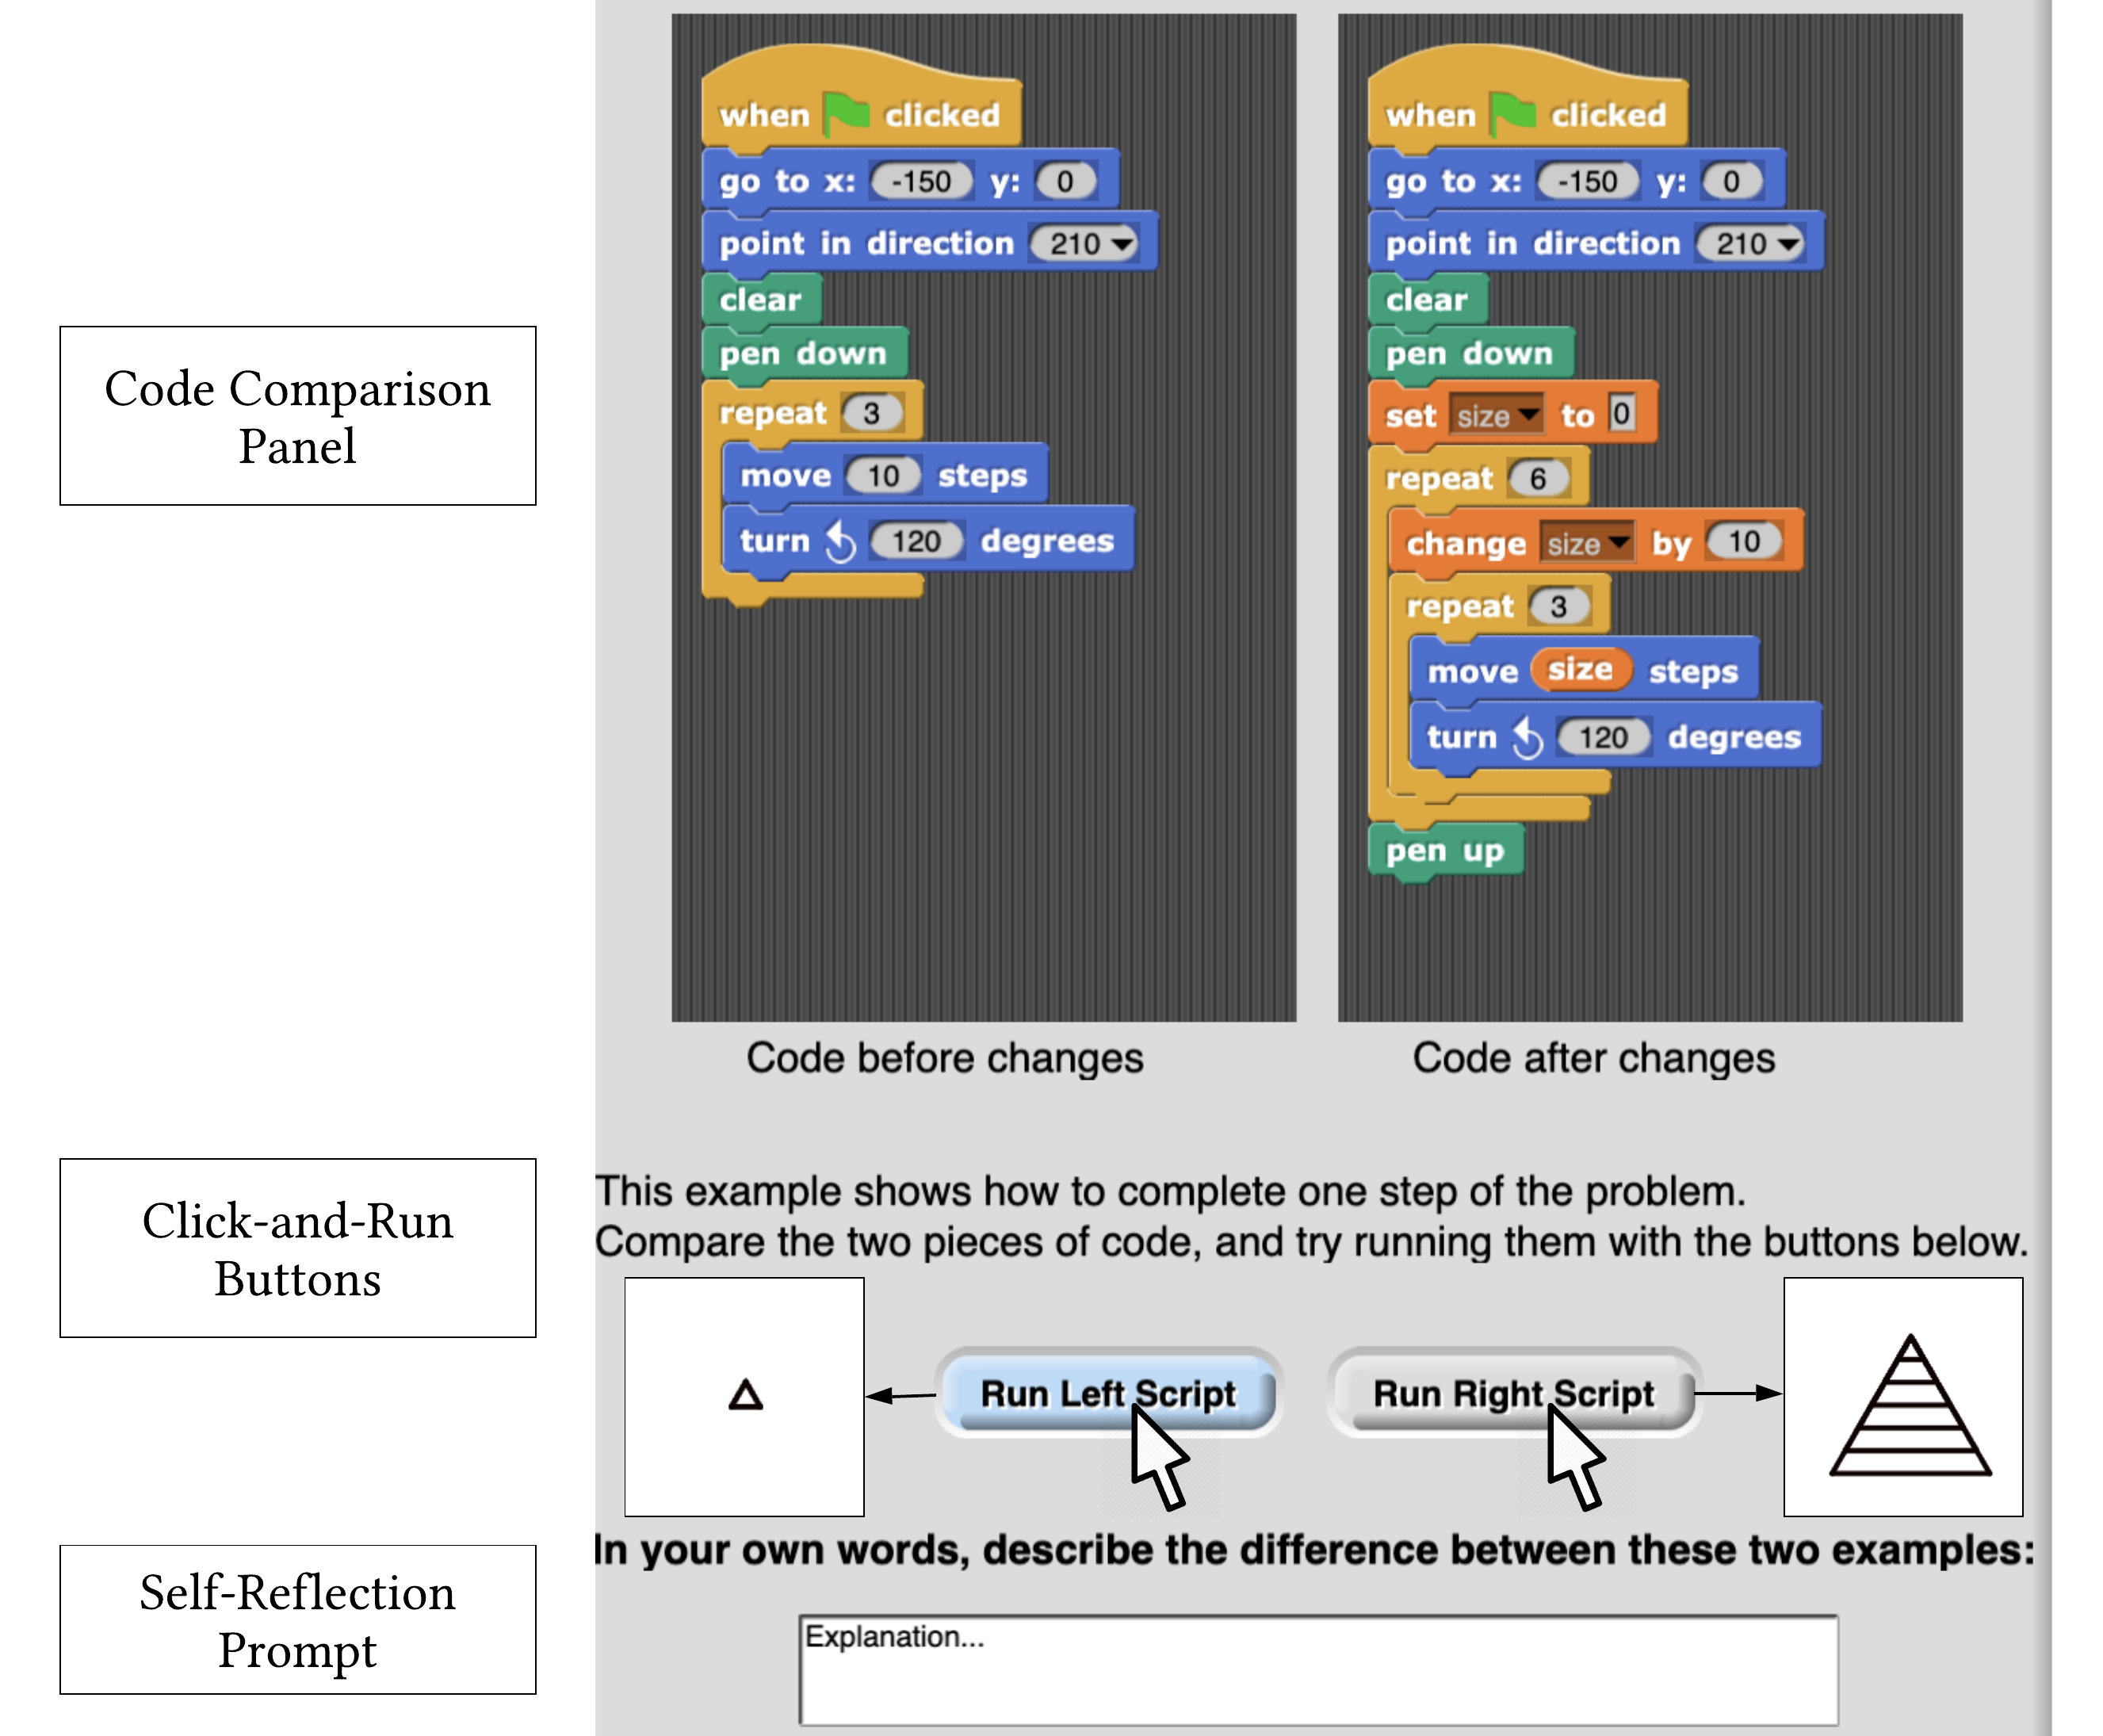 when clicked
go to x: -150 y: 0
point in direction 210
clear
pen down
repeat 3
move 10 steps
turn 120 degrees
Code before changes
when clicked
go to x: -150 y: 0
point in direction 210
clear
pen down
set size to 0
repeat 6
change size by 10
repeat 3
move size steps
turn 120 degrees
pen up
Code after changes
Code Comparison
Panel
This example shows how to complete one step of the problem.
Compare the two pieces of code, and try running them with the buttons below.
Click-and-Run
Buttons
Run Left Script
Run Right Script
In your own words, describe the difference between these two examples:
Self-Reflection
Prompt
Explanation...